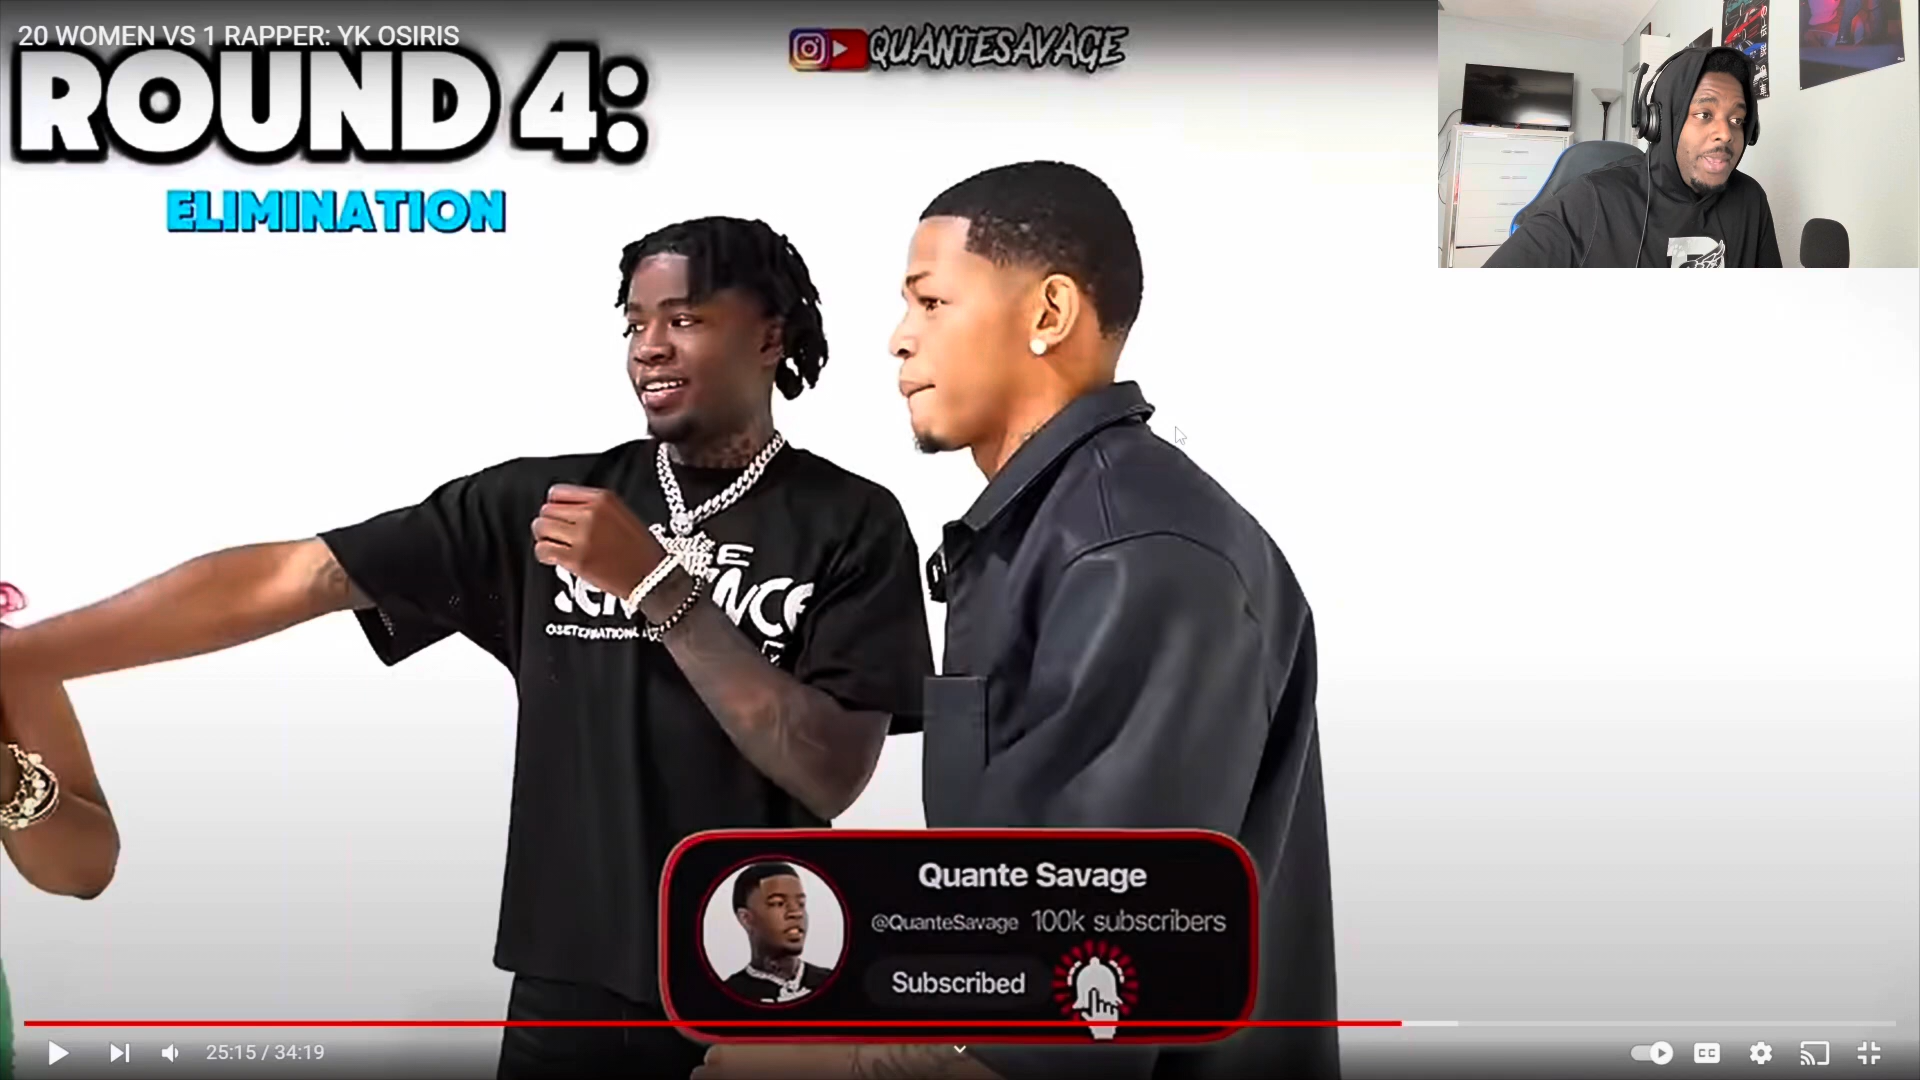 20 WOMEN VS 1 RAPPER: YK OSIRIS
QUANTESAVAGE
ROUND 4:
ELIMINATION
Quante Savage
@QuanteSavage 100k subscribers
Subscribed
25:15 / 34:19
CC